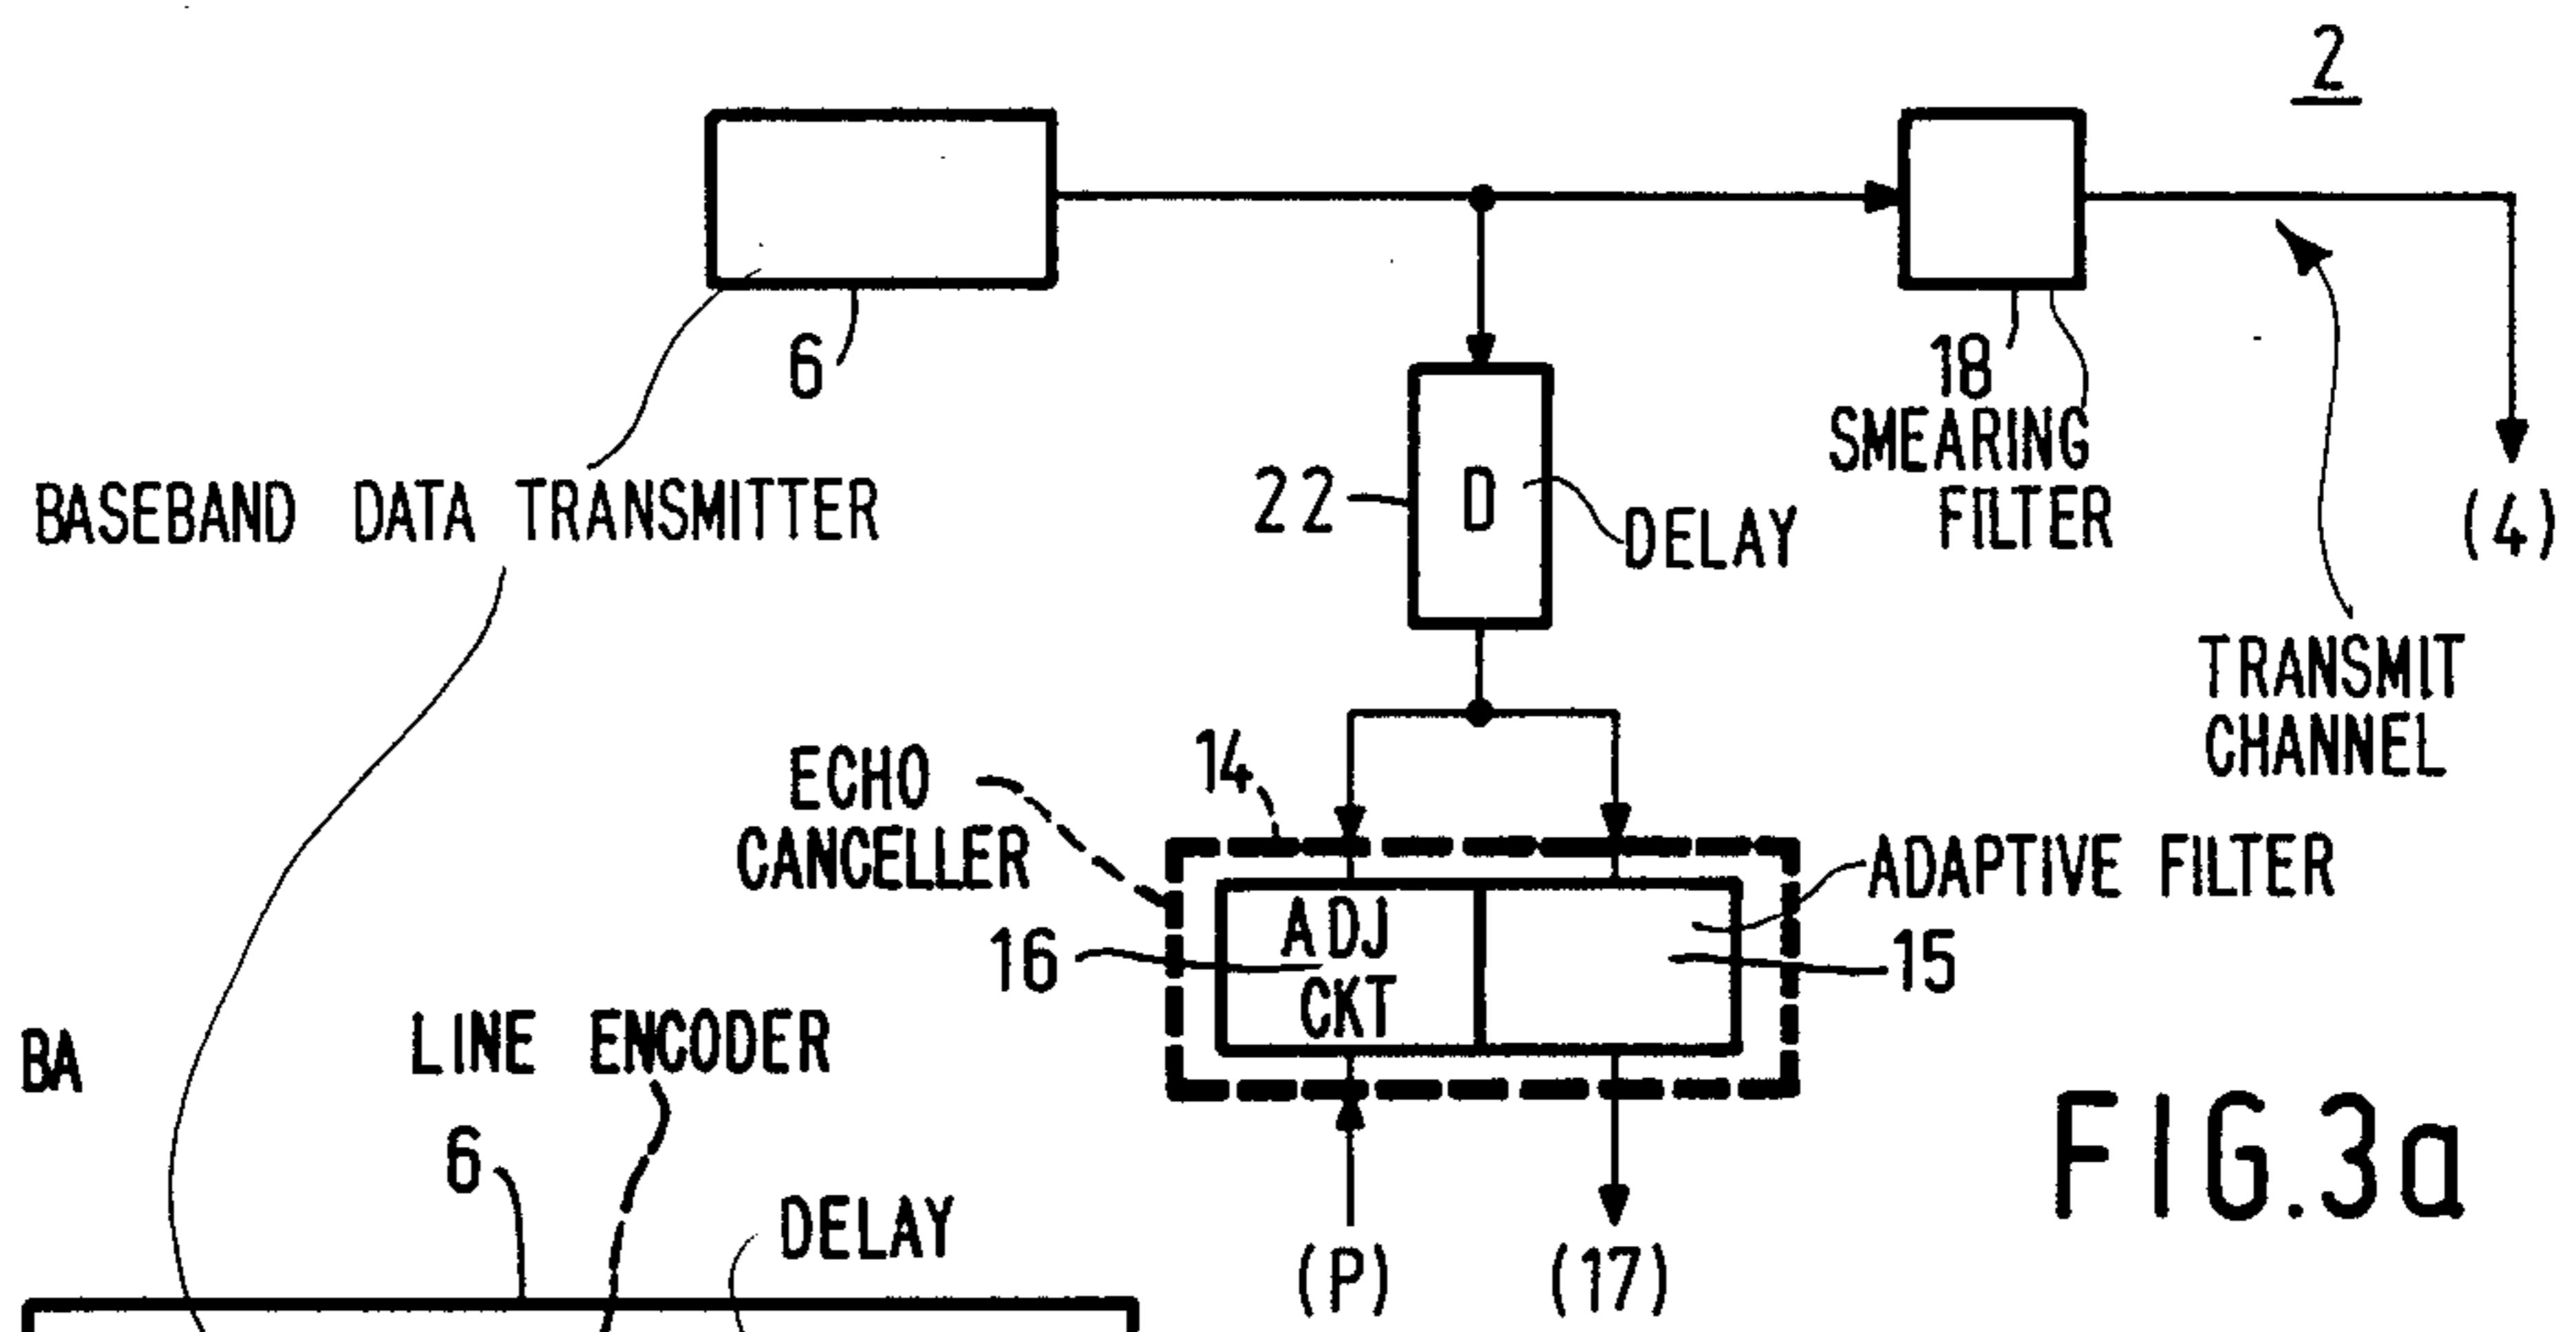 2
6
18
SMEARING
FILTER
BASEBAND DATA TRANSMITTER
22
D
DELAY
(4)
TRANSMIT
CHANNEL
ECHO
CANCELLER
14
ADAPTIVE FILTER
16
ADJ
CKT
15
BA
LINE ENCODER
6
DELAY
(P)
(17)
FIG.3a